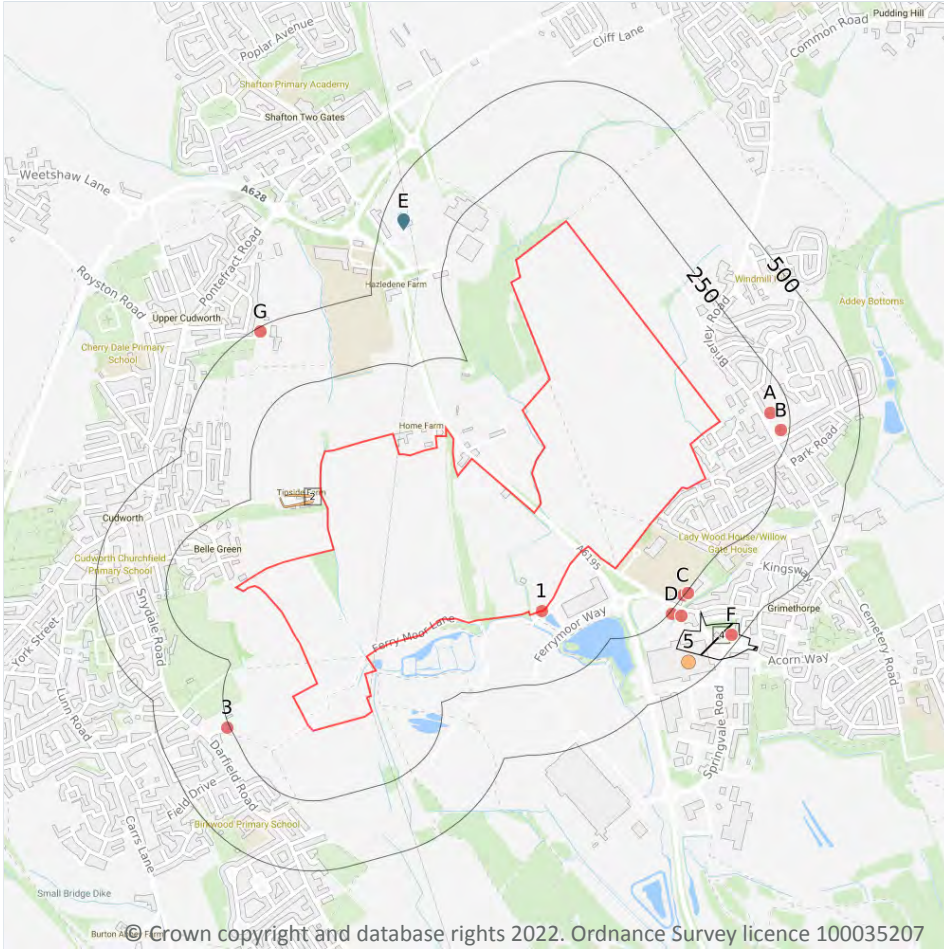 Pudding Hill
Poplar Avenue
Cliff Lane
Common Road
Shafton Primary Academy
Shafton Two Gates
Weetshaw Lane
A628
E
Pontefract Road
Royston Road
Hazledene Farm
250
500
Upper Cudworth
G
Brierley Road
Addey Bottoms
Cherry Dale Primary
School
A
B
Home Farm
Park Road
2
Cudworth
Belle Green
Cudworth Churchfield
Primary School
Lady Wood House/Willow
Gate House
A6195
Kingsway
C
D
1
Grimethorpe
F
York Street
Snydale Road
Ferry Moor Lane
Ferrymoor Way
4
5
Acorn Way
Cemetery Road
Lunn Road
3
Springvale Road
Darfield Road
Field Drive
Birkwood Primary School
Carrs Lane
Small Bridge Dike
© Crown copyright and database rights 2022. Ordnance Survey licence 100035207